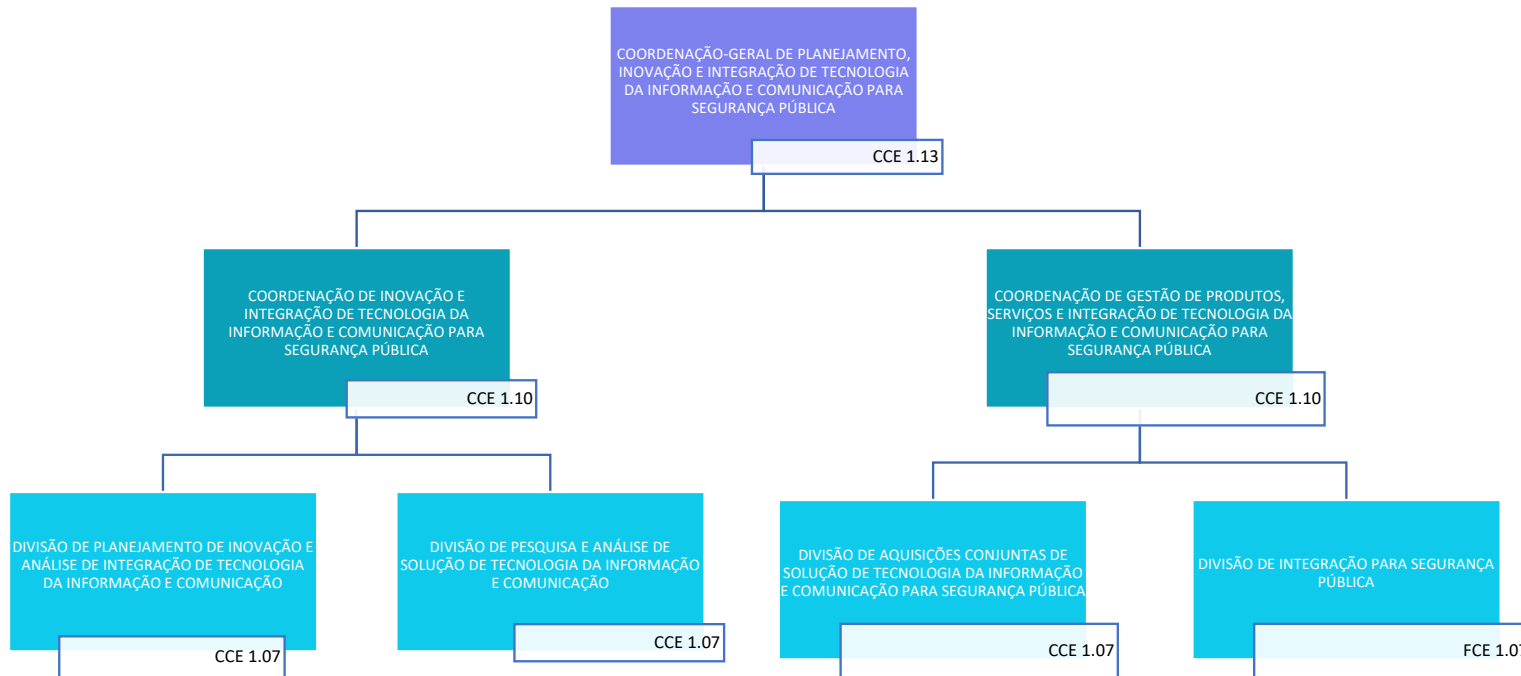 COORDENAÇÃO-GERAL DE PLANEJAMENTO,
INOVAÇÃO E INTEGRAÇÃO DE TECNOLOGIA
DA INFORMAÇÃO E COMUNICAÇÃO PARA
SEGURANÇA PÚBLICA
CCE 1.13
COORDENAÇÃO DE INOVAÇÃO E
INTEGRAÇÃO DE TECNOLOGIA DA
INFORMAÇÃO E COMUNICAÇÃO PARA
SEGURANÇA PÚBLICA
CCE 1.10
COORDENAÇÃO DE GESTÃO DE PRODUTOS,
SERVIÇOS E INTEGRAÇÃO DE TECNOLOGIA DA
INFORMAÇÃO E COMUNICAÇÃO PARA
SEGURANÇA PÚBLICA
CCE 1.10
DIVISÃO DE PLANEJAMENTO DE INOVAÇÃO E
ANÁLISE DE INTEGRAÇÃO DE TECNOLOGIA
DA INFORMAÇÃO E COMUNICAÇÃO
CCE 1.07
DIVISÃO DE PESQUISA E ANÁLISE DE
SOLUÇÃO DE TECNOLOGIA DA INFORMAÇÃO
E COMUNICAÇÃO
CCE 1.07
DIVISÃO DE AQUISIÇÕES CONJUNTAS DE
SOLUÇÃO DE TECNOLOGIA DA INFORMAÇÃO
E COMUNICAÇÃO PARA SEGURANÇA PÚBLICA
CCE 1.07
DIVISÃO DE INTEGRAÇÃO PARA SEGURANÇA
PÚBLICA
FCE 1.07